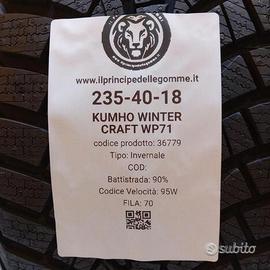 www.ilprincipedellegomme.it
235-40-18
KUMHO WINTER
CRAFT WP71
codice prodotto: 36779
Tipo: Invernale
COD:
Battistrada: 90%
Codice Velocità: 95W
FILA: 70
subito